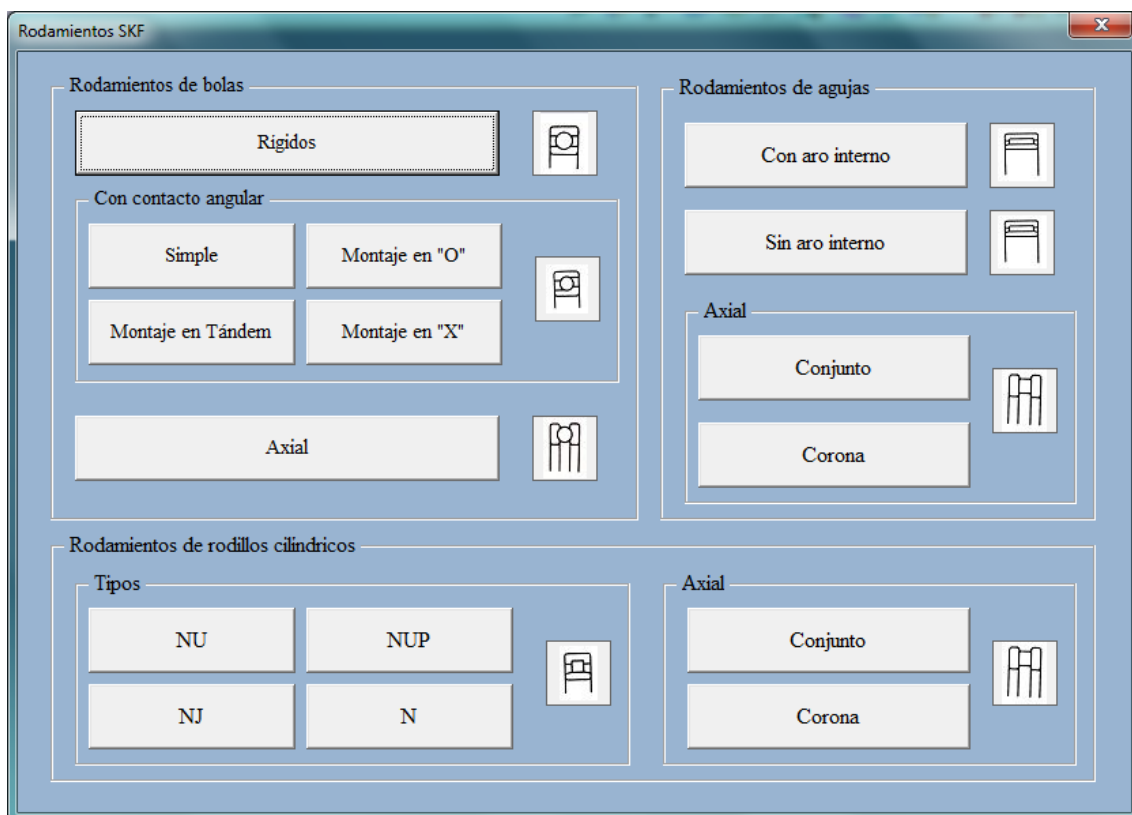 Rodamientos SKF
Rodamientos de bolas
Rígidos
Con contacto angular
Simple
Montaje en "O"
Montaje en Tándem
Montaje en "X"
Axial
Rodamientos de agujas
Con aro interno
Sin aro interno
Axial
Conjunto
Corona
Rodamientos de rodillos cilíndricos
Tipos
NU
NUP
NJ
N
Axial
Conjunto
Corona